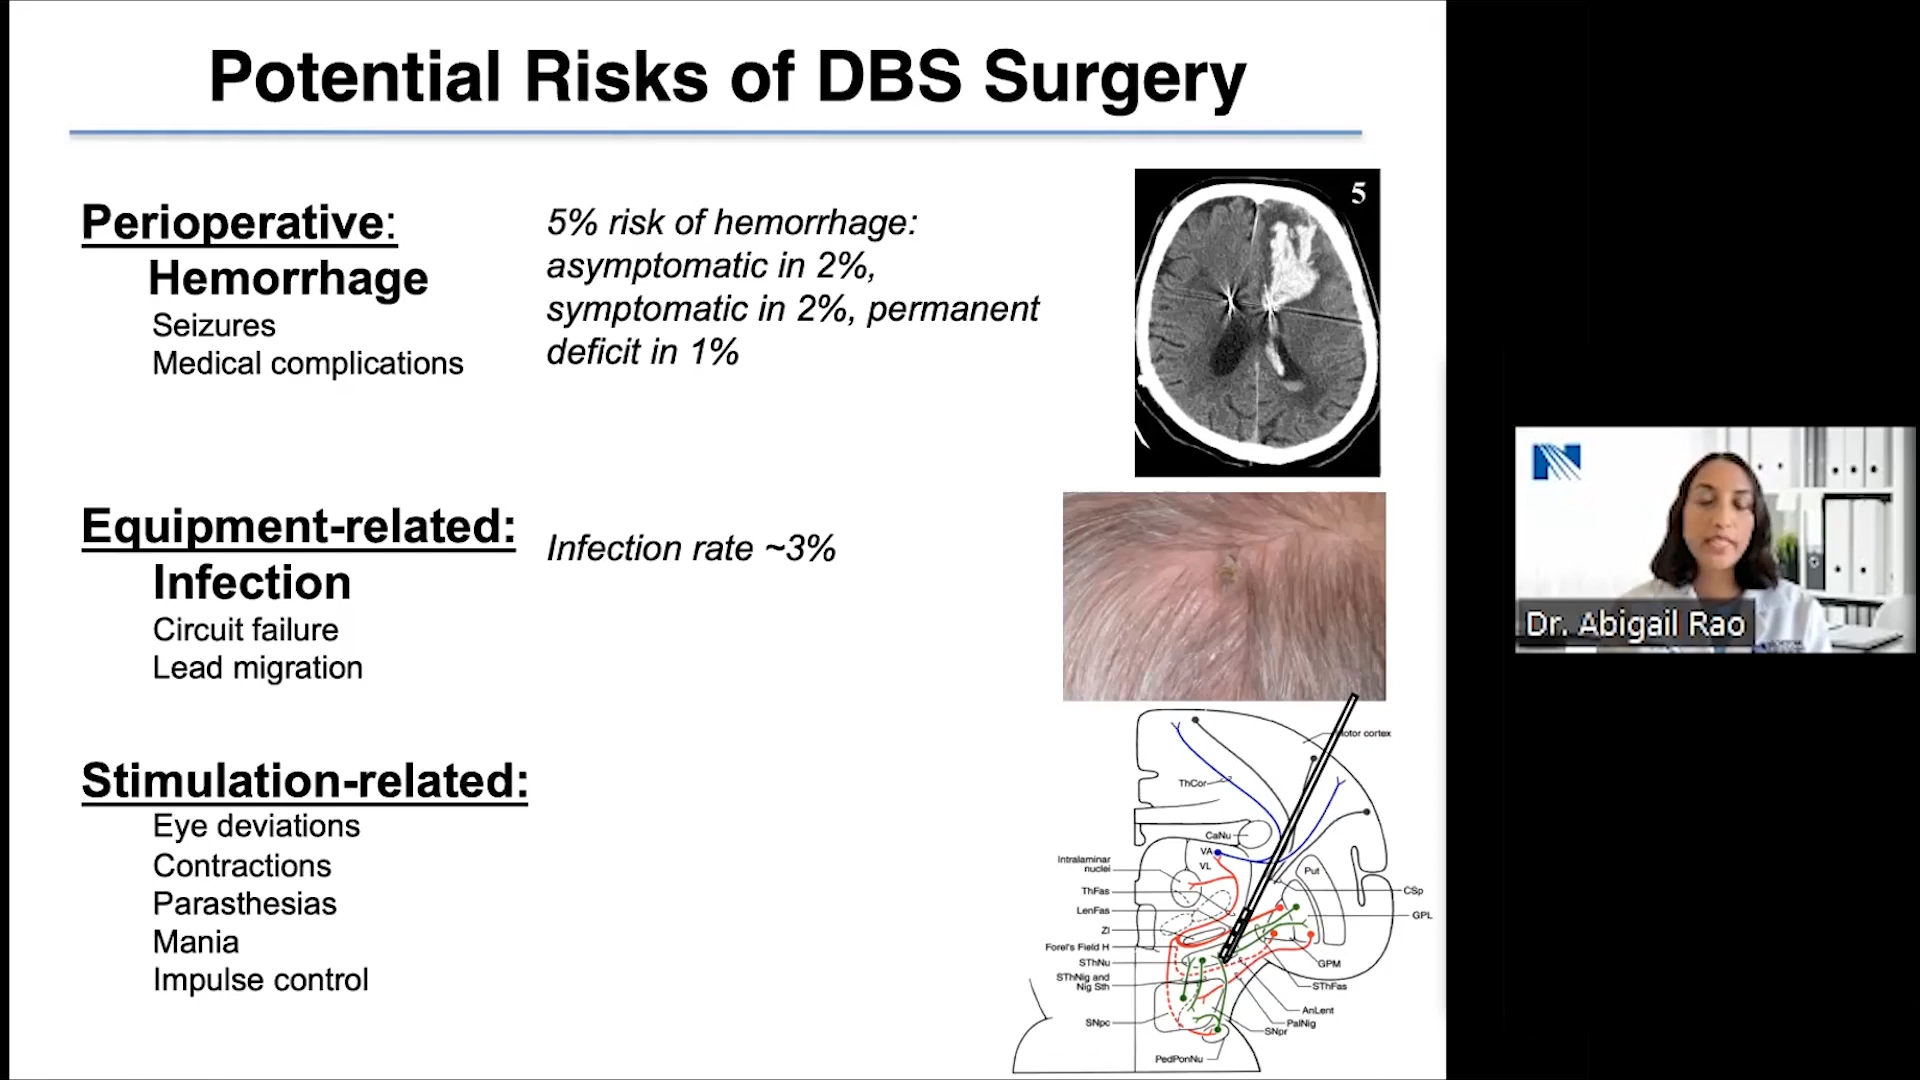 Potential Risks of DBS Surgery
Perioperative:
Hemorrhage
Seizures
Medical complications
5% risk of hemorrhage:
asymptomatic in 2%,
symptomatic in 2%, permanent
deficit in 1%
5
Equipment-related:
Infection
Circuit failure
Lead migration
Infection rate ~3%
Stimulation-related:
Eye deviations
Contractions
Parasthesias
Mania
Impulse control
Motor cortex
ThCor
CaNu
VA
VL
Intralaminar
nuclei
Put
ThFas
CSp
LenFas
GPL
ZI
Forel's Field H
SThNu
GPM
SThNig and
Nig Sth
SThFas
AnLent
SNpc
PalNig
SNpr
PedPonNu
N
Dr. Abigail Rao